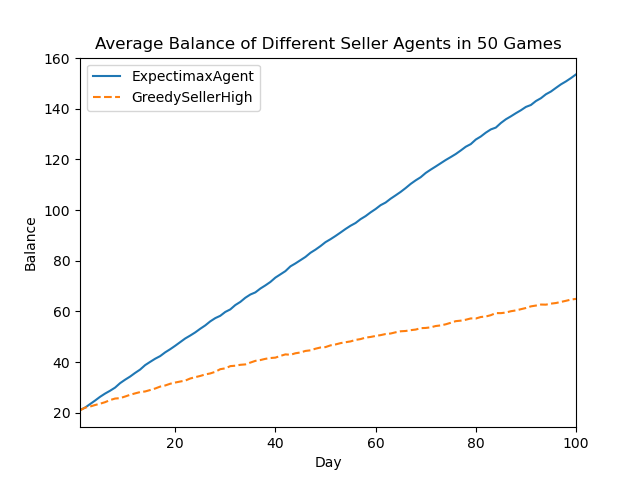 Average Balance of Different Seller Agents in 50 Games
ExpectimaxAgent
GreedySellerHigh
160
140
120
100
80
60
40
20
Balance
20 40 60 80 100
Day